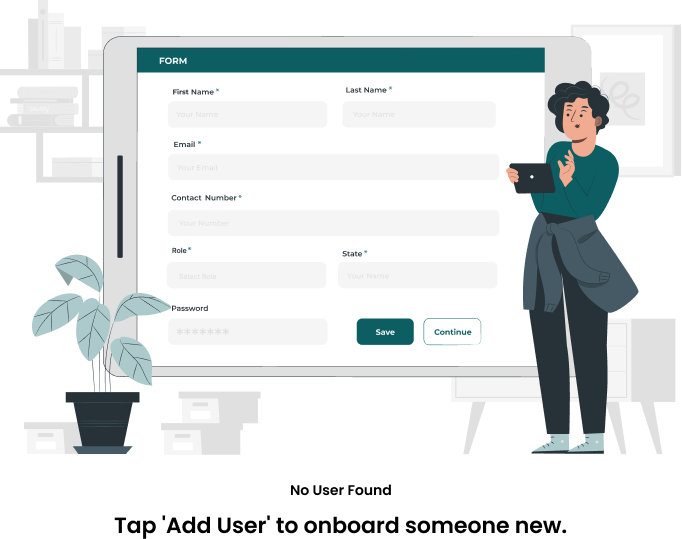 FORM
First Name *
Last Name *
Your Name
Your Name
Email *
Your Email
Contact Number *
Your Number
Role *
State *
Select Role
Your Name
Password
*******
Save
Continue
No User Found
Tap 'Add User' to onboard someone new.